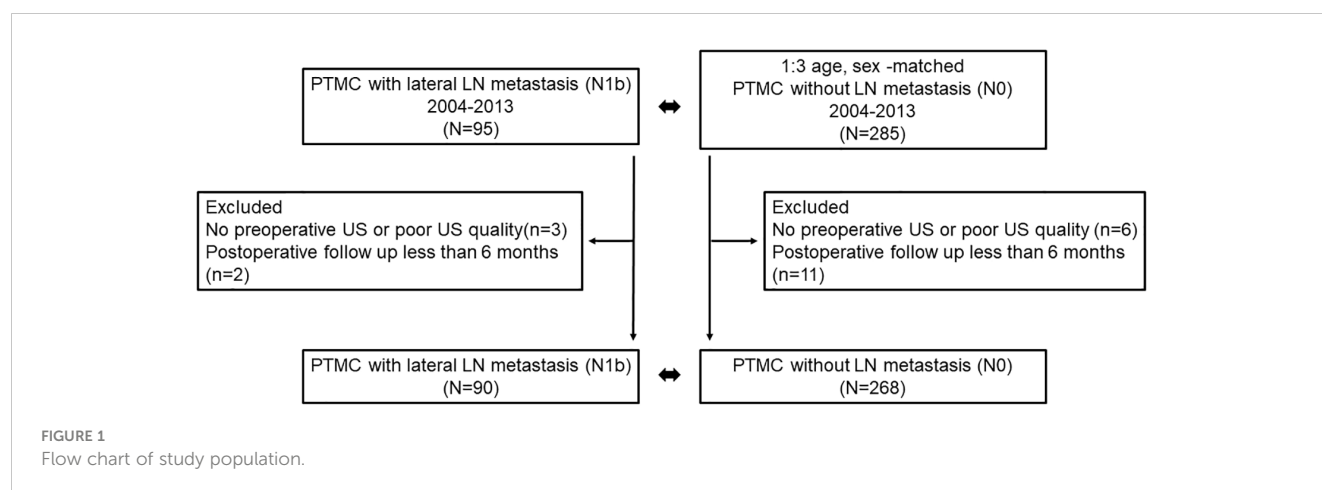 PTMC with lateral LN metastasis (N1b)
2004-2013
(N=95)
1:3 age, sex -matched
PTMC without LN metastasis (N0)
2004-2013
(N=285)
Excluded
No preoperative US or poor US quality(n=3)
Postoperative follow up less than 6 months
(n=2)
Excluded
No preoperative US or poor US quality (n=6)
Postoperative follow up less than 6 months
(n=11)
PTMC with lateral LN metastasis (N1b)
(N=90)
PTMC without LN metastasis (N0)
(N=268)
FIGURE 1
Flow chart of study population.